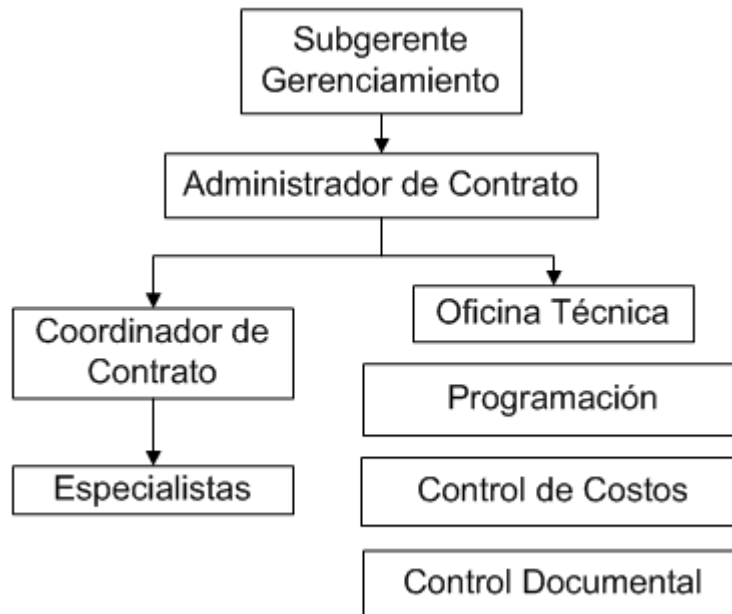 Subgerente
Gerenciamiento
Administrador de Contrato
Coordinador de
Contrato
Oficina Técnica
Programación
Especialistas
Control de Costos
Control Documental